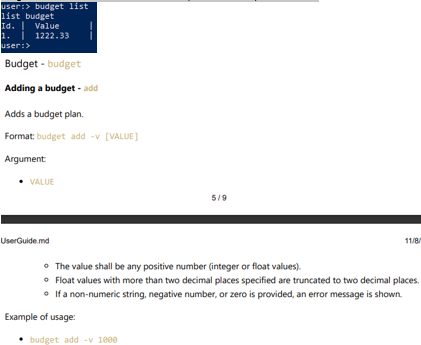 user:> budget list
list budget
Id. | Value |
1. | 1222.33 |
user:>
Budget - budget
Adding a budget - add
Adds a budget plan.
Format: budget add -v [VALUE]
Argument:
• VALUE
5 / 9
UserGuide.md 11/8/
○ The value shall be any positive number (integer or float values).
○ Float values with more than two decimal places specified are truncated to two decimal places.
○ If a non-numeric string, negative number, or zero is provided, an error message is shown.
Example of usage:
• budget add -v 1000